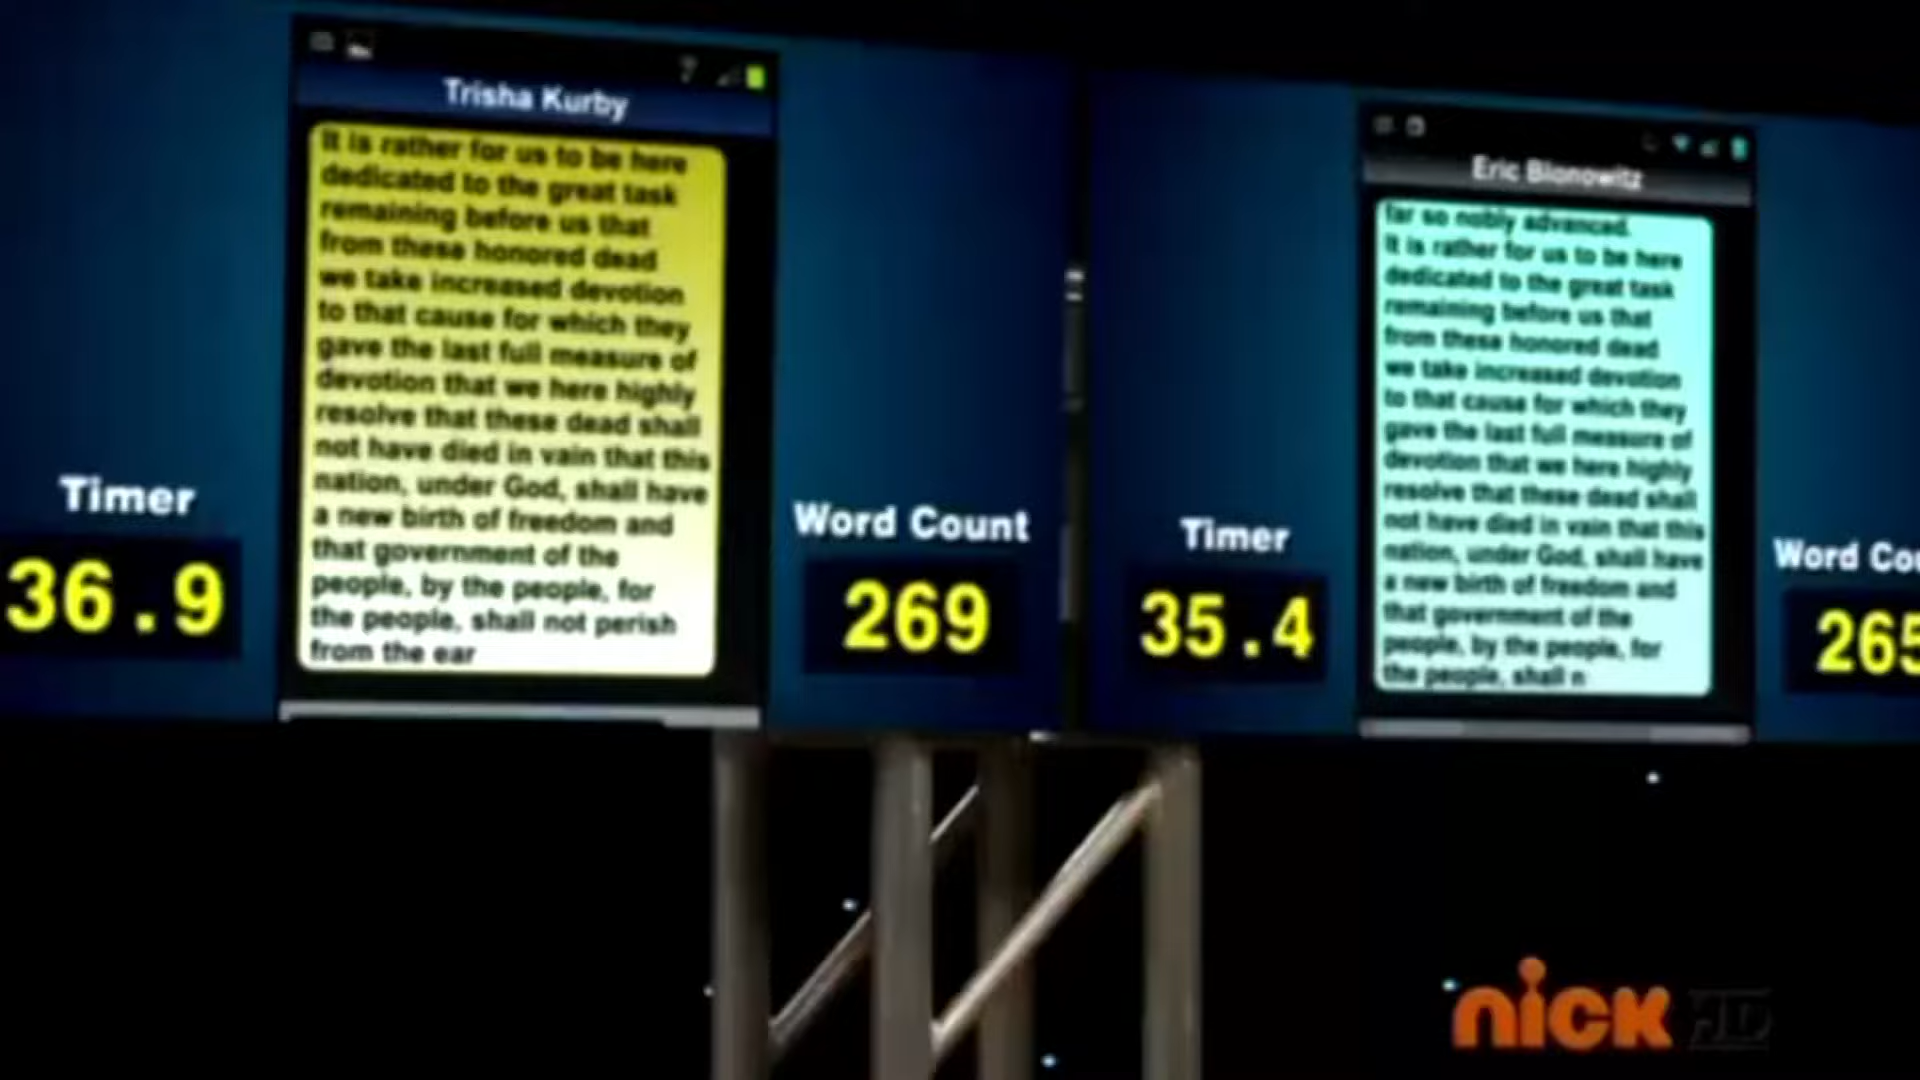 Trisha Kurby
It is rather for us to be here
dedicated to the great task
remaining before us that
from these honored dead
we take increased devotion
to that cause for which they
gave the last full measure of
devotion that we here highly
resolve that these dead shall
not have died in vain that this
nation, under God, shall have
a new birth of freedom and
that government of the
people, by the people, for
the people, shall not perish
from the ear
Timer
36.9
Word Count
269
Eric Blonowitz
far so nobly advanced.
It is rather for us to be here
dedicated to the great task
remaining before us that
from these honored dead
we take increased devotion
to that cause for which they
gave the last full measure of
devotion that we here highly
resolve that these dead shall
not have died in vain that this
nation, under God, shall have
a new birth of freedom and
that government of the
people, by the people, for
the people, shall n
Timer
35.4
Word Cou
265
nick HD